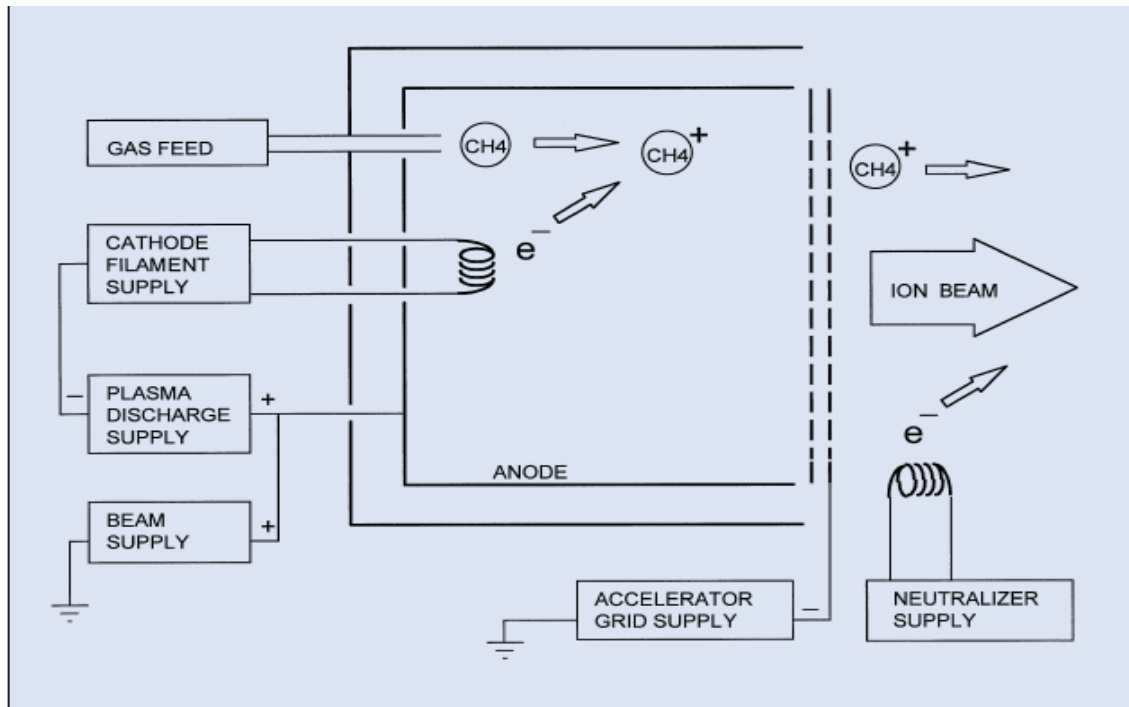 GAS FEED
CH4
CH4+
CH4+
CATHODE
FILAMENT
SUPPLY
e−
ION BEAM
−
PLASMA
DISCHARGE
SUPPLY
+
e−
ANODE
BEAM
SUPPLY
+
ACCELERATOR
GRID SUPPLY
−
NEUTRALIZER
SUPPLY